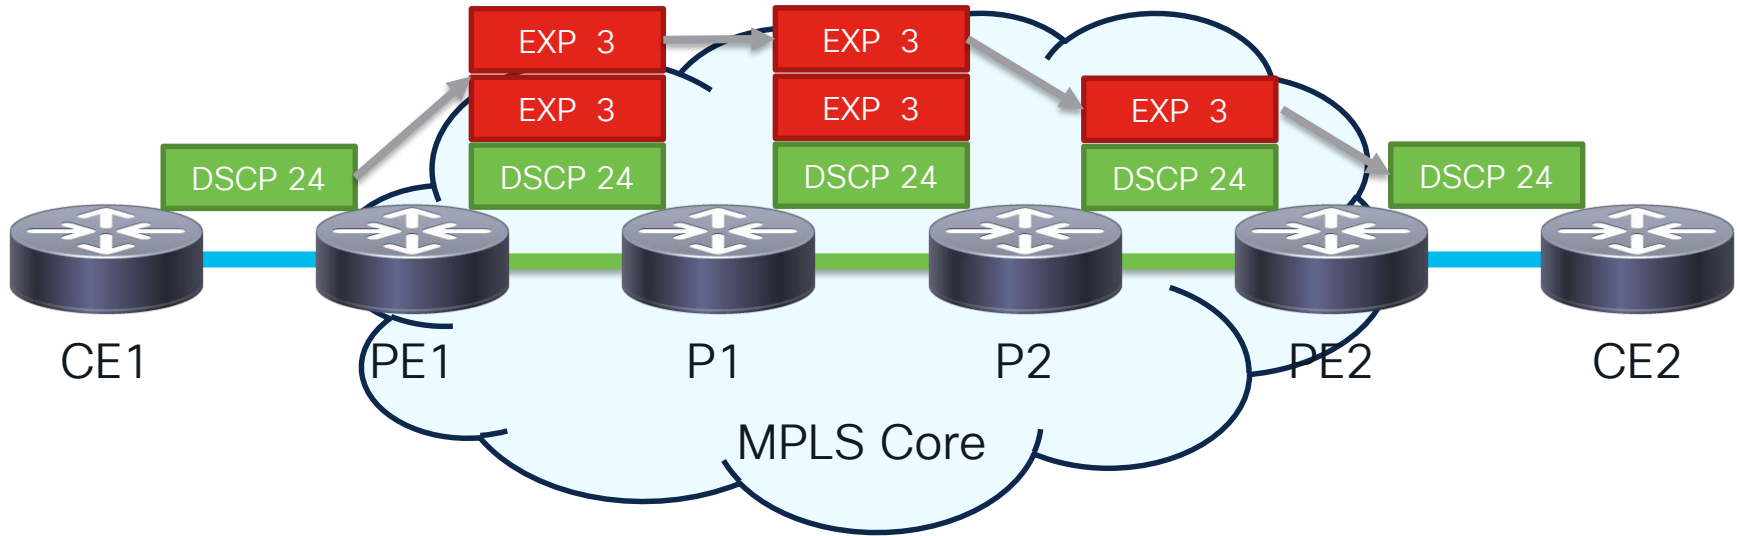 EXP 3
EXP 3
EXP 3
EXP 3
EXP 3
DSCP 24
DSCP 24
DSCP 24
DSCP 24
DSCP 24
CE1
PE1
P1
P2
PE2
CE2
MPLS Core